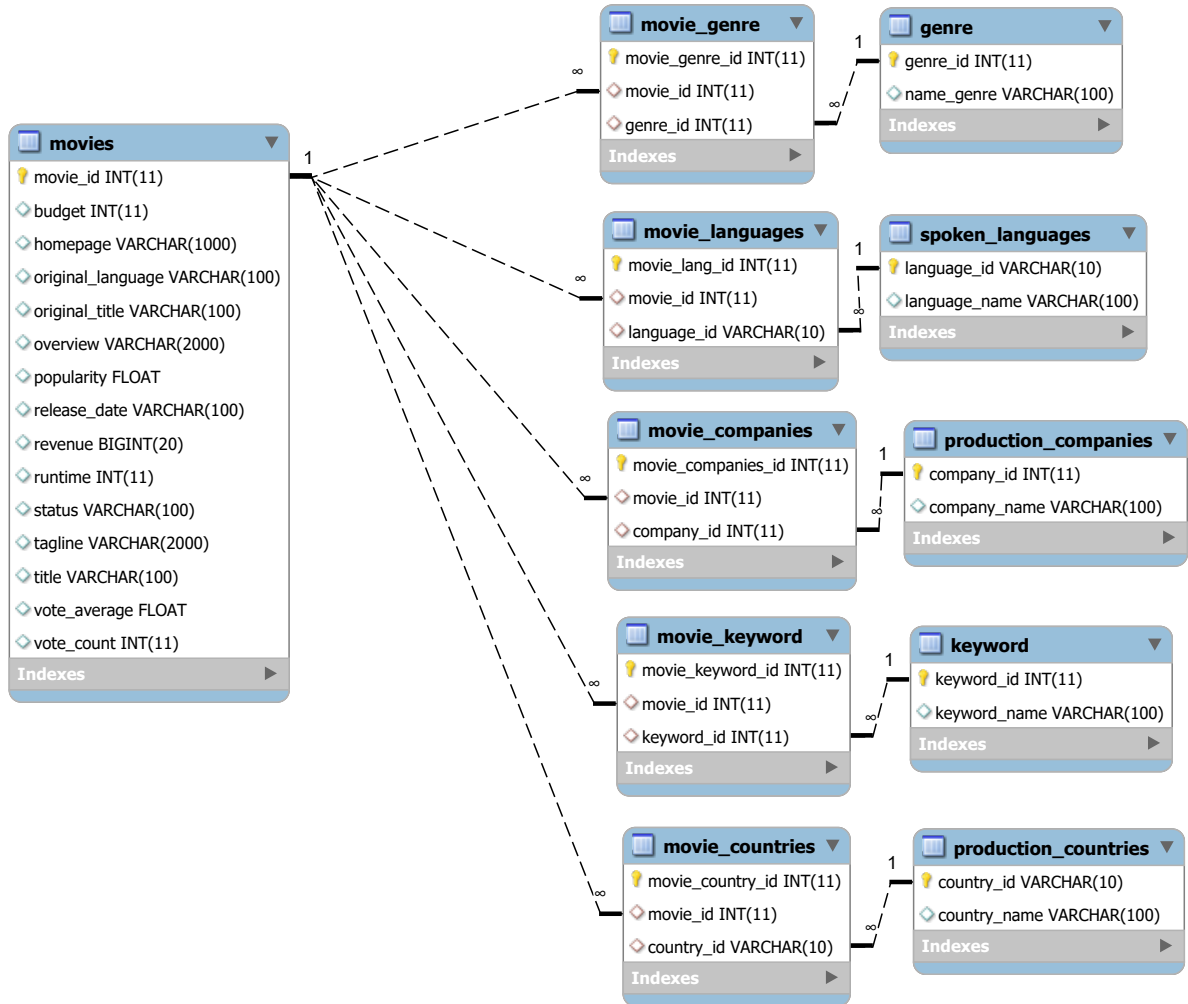 movies
movie_id INT(11)
budget INT(11)
homepage VARCHAR(1000)
original_language VARCHAR(100)
original_title VARCHAR(100)
overview VARCHAR(2000)
popularity FLOAT
release_date VARCHAR(100)
revenue BIGINT(20)
runtime INT(11)
status VARCHAR(100)
tagline VARCHAR(2000)
title VARCHAR(100)
vote_average FLOAT
vote_count INT(11)
Indexes
1
∞
movie_genre
movie_genre_id INT(11)
movie_id INT(11)
genre_id INT(11)
Indexes
∞
1
genre
genre_id INT(11)
name_genre VARCHAR(100)
Indexes
∞
movie_languages
movie_lang_id INT(11)
movie_id INT(11)
language_id VARCHAR(10)
Indexes
∞
1
spoken_languages
language_id VARCHAR(10)
language_name VARCHAR(100)
Indexes
∞
movie_companies
movie_companies_id INT(11)
movie_id INT(11)
company_id INT(11)
Indexes
∞
1
production_companies
company_id INT(11)
company_name VARCHAR(100)
Indexes
∞
movie_keyword
movie_keyword_id INT(11)
movie_id INT(11)
keyword_id INT(11)
Indexes
∞
1
keyword
keyword_id INT(11)
keyword_name VARCHAR(100)
Indexes
∞
movie_countries
movie_country_id INT(11)
movie_id INT(11)
country_id VARCHAR(10)
Indexes
∞
1
production_countries
country_id VARCHAR(10)
country_name VARCHAR(100)
Indexes